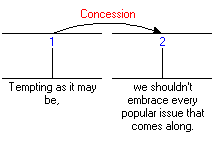 Concession
1 2
Tempting as it may
be,
we shouldn't
embrace every
popular issue that
comes along.